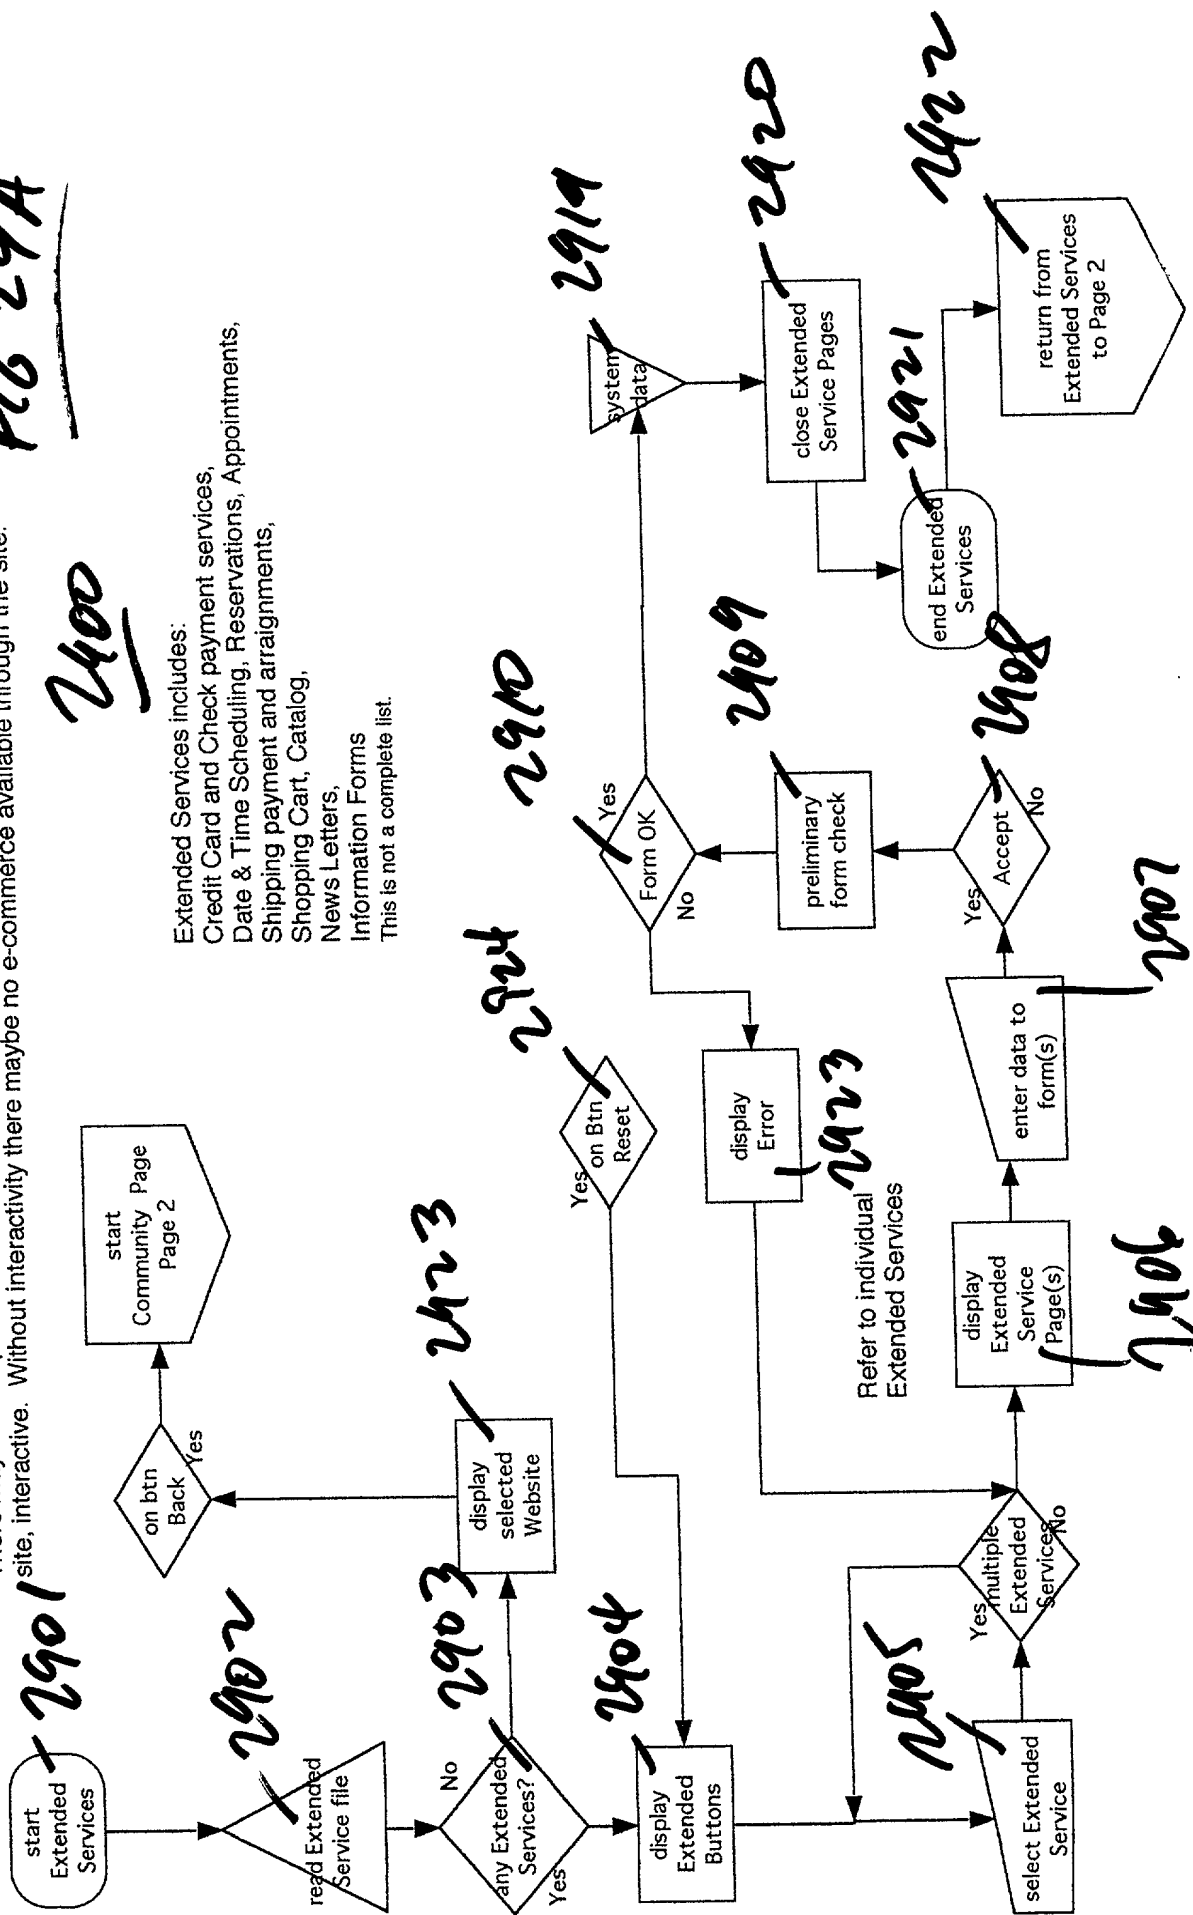 FIG 29A
site, interactive. Without interactivity there maybe no e-commerce available through the site.
2900
Extended Services includes:
Credit Card and Check payment services,
Date & Time Scheduling, Reservations, Appointments,
Shipping payment and arraignments,
Shopping Cart, Catalog,
News Letters,
Information Forms
This is not a complete list.
start
Extended
Services
2901
read Extended
Service file
2902
any Extended
Services?
No
Yes
2903
display
selected
Website
2923
on btn
Back
Yes
start
Community Page
Page 2
display
Extended
Buttons
2904
on Btn
Reset
Yes
2924
select Extended
Service
2905
multiple
Extended
Services
Yes
No
display
Extended
Service
Page(s)
2906
Refer to individual
Extended Services
enter data to
form(s)
2907
Accept
Yes
No
2908
preliminary
form check
2909
Form OK
Yes
No
2910
display
Error
2923
system
data
2919
close Extended
Service Pages
2920
end Extended
Services
2921
return from
Extended Services
to Page 2
2922